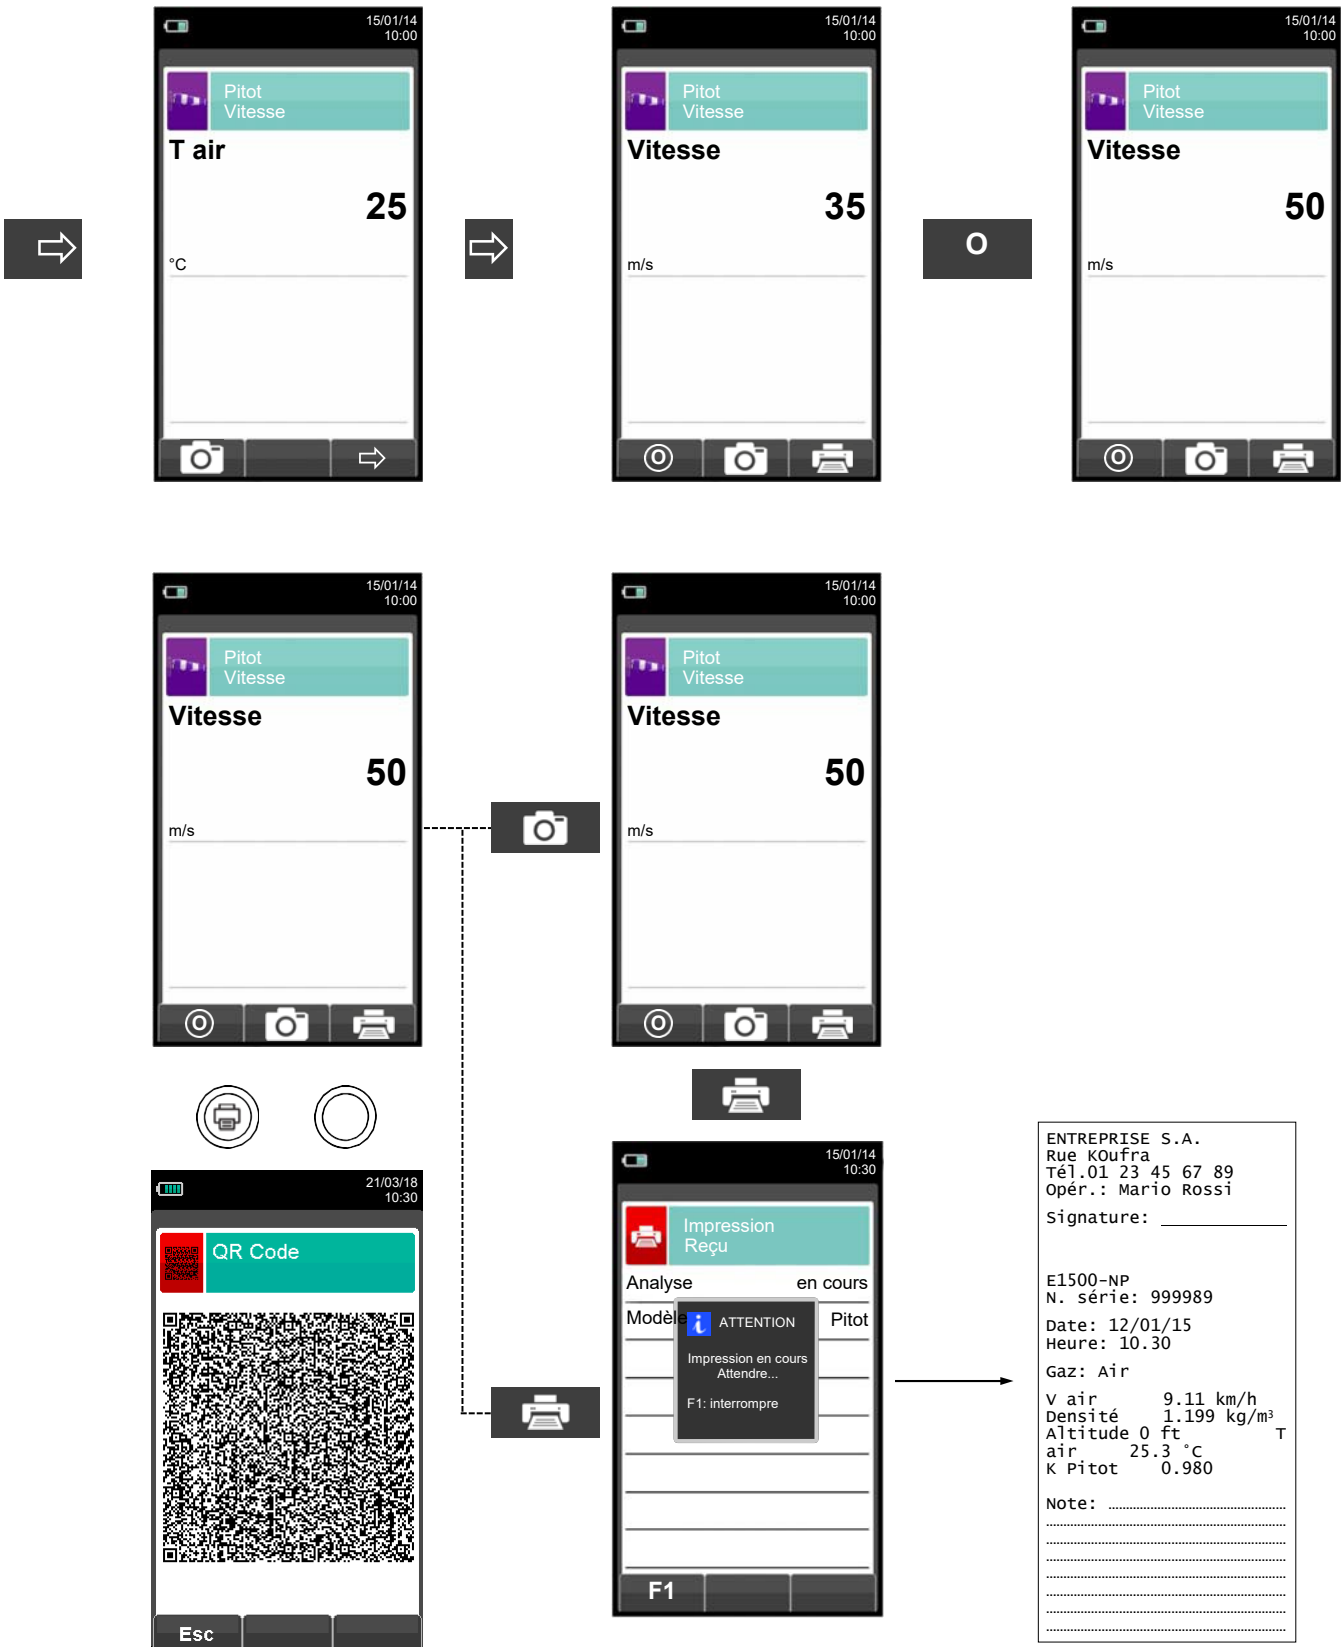 15/01/14
10:00
Pitot
Vitesse
T air
25
°C
15/01/14
10:00
Pitot
Vitesse
Vitesse
35
m/s
O
O
15/01/14
10:00
Pitot
Vitesse
Vitesse
50
m/s
O
15/01/14
10:00
Pitot
Vitesse
Vitesse
50
m/s
O
15/01/14
10:00
Pitot
Vitesse
Vitesse
50
m/s
O
21/03/18
10:30
QR Code
Esc
15/01/14
10:30
Impression
Reçu
Analyse en cours
Modèle Pitot
i ATTENTION
Impression en cours
Attendre...
F1: interrompre
F1
ENTREPRISE S.A.
Rue KOufra
Tél.01 23 45 67 89
Opér.: Mario Rossi
Signature:
E1500-NP
N. série: 999989
Date: 12/01/15
Heure: 10.30
Gaz: Air
V air 9.11 km/h
Densité 1.199 kg/m³
Altitude 0 ft T
air 25.3 °C
K Pitot 0.980
Note: